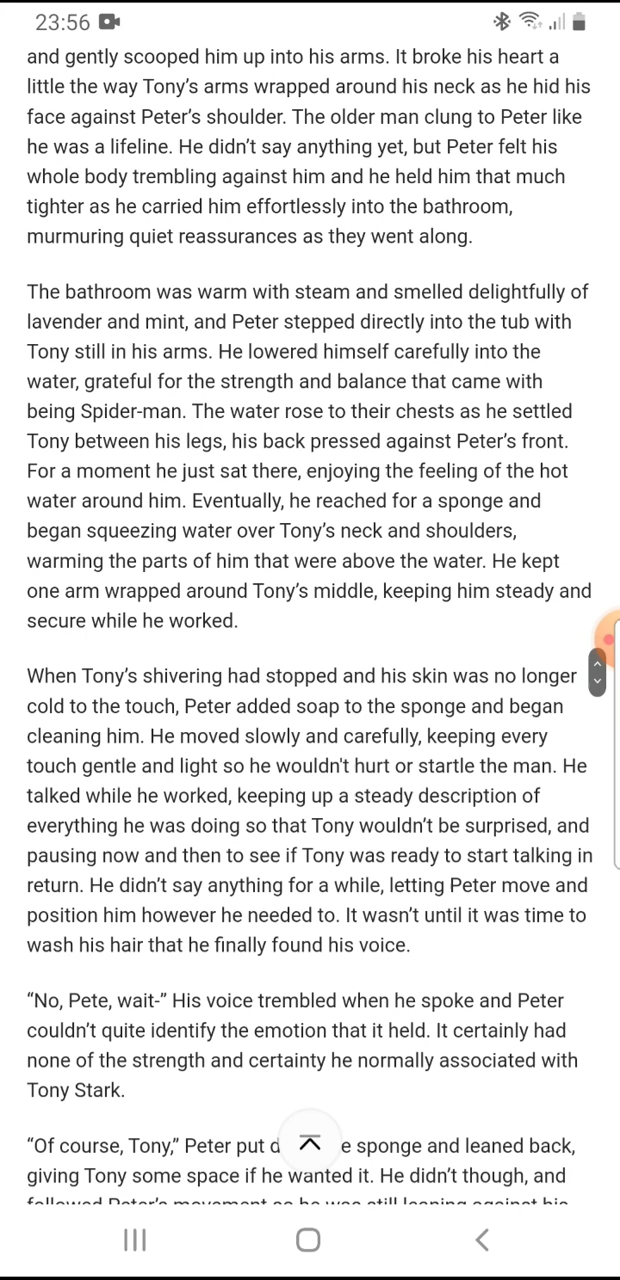 23:56
and gently scooped him up into his arms. It broke his heart a
little the way Tony’s arms wrapped around his neck as he hid his
face against Peter’s shoulder. The older man clung to Peter like
he was a lifeline. He didn’t say anything yet, but Peter felt his
whole body trembling against him and he held him that much
tighter as he carried him effortlessly into the bathroom,
murmuring quiet reassurances as they went along.
The bathroom was warm with steam and smelled delightfully of
lavender and mint, and Peter stepped directly into the tub with
Tony still in his arms. He lowered himself carefully into the
water, grateful for the strength and balance that came with
being Spider-man. The water rose to their chests as he settled
Tony between his legs, his back pressed against Peter’s front.
For a moment he just sat there, enjoying the feeling of the hot
water around him. Eventually, he reached for a sponge and
began squeezing water over Tony’s neck and shoulders,
warming the parts of him that were above the water. He kept
one arm wrapped around Tony’s middle, keeping him steady and
secure while he worked.
When Tony’s shivering had stopped and his skin was no longer
cold to the touch, Peter added soap to the sponge and began
cleaning him. He moved slowly and carefully, keeping every
touch gentle and light so he wouldn't hurt or startle the man. He
talked while he worked, keeping up a steady description of
everything he was doing so that Tony wouldn’t be surprised, and
pausing now and then to see if Tony was ready to start talking in
return. He didn’t say anything for a while, letting Peter move and
position him however he needed to. It wasn’t until it was time to
wash his hair that he finally found his voice.
“No, Pete, wait-” His voice trembled when he spoke and Peter
couldn’t quite identify the emotion that it held. It certainly had
none of the strength and certainty he normally associated with
Tony Stark.
“Of course, Tony,” Peter put d e sponge and leaned back,
giving Tony some space if he wanted it. He didn’t though, and
followed Peter’s movement so he was still leaning against his